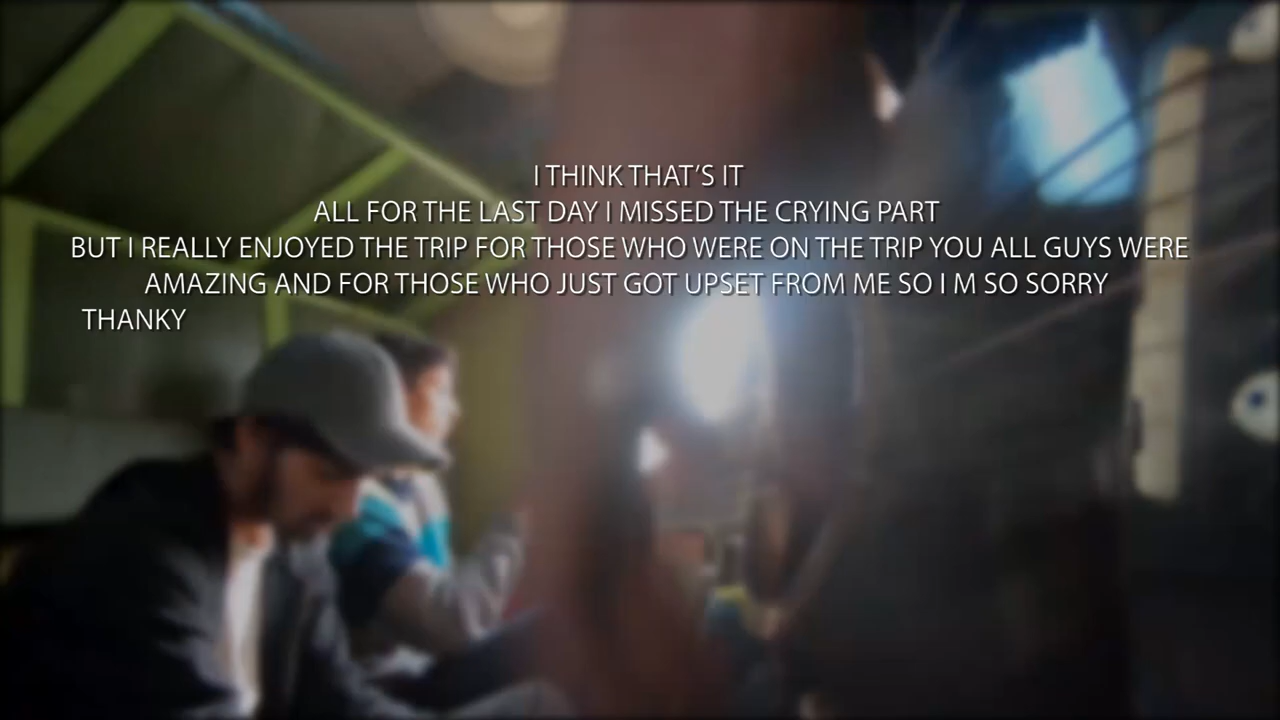 I THINK THAT'S IT
ALL FOR THE LAST DAY I MISSED THE CRYING PART
BUT I REALLY ENJOYED THE TRIP FOR THOSE WHO WERE ON THE TRIP YOU ALL GUYS WERE
AMAZING AND FOR THOSE WHO JUST GOT UPSET FROM ME SO I M SO SORRY
THANKY